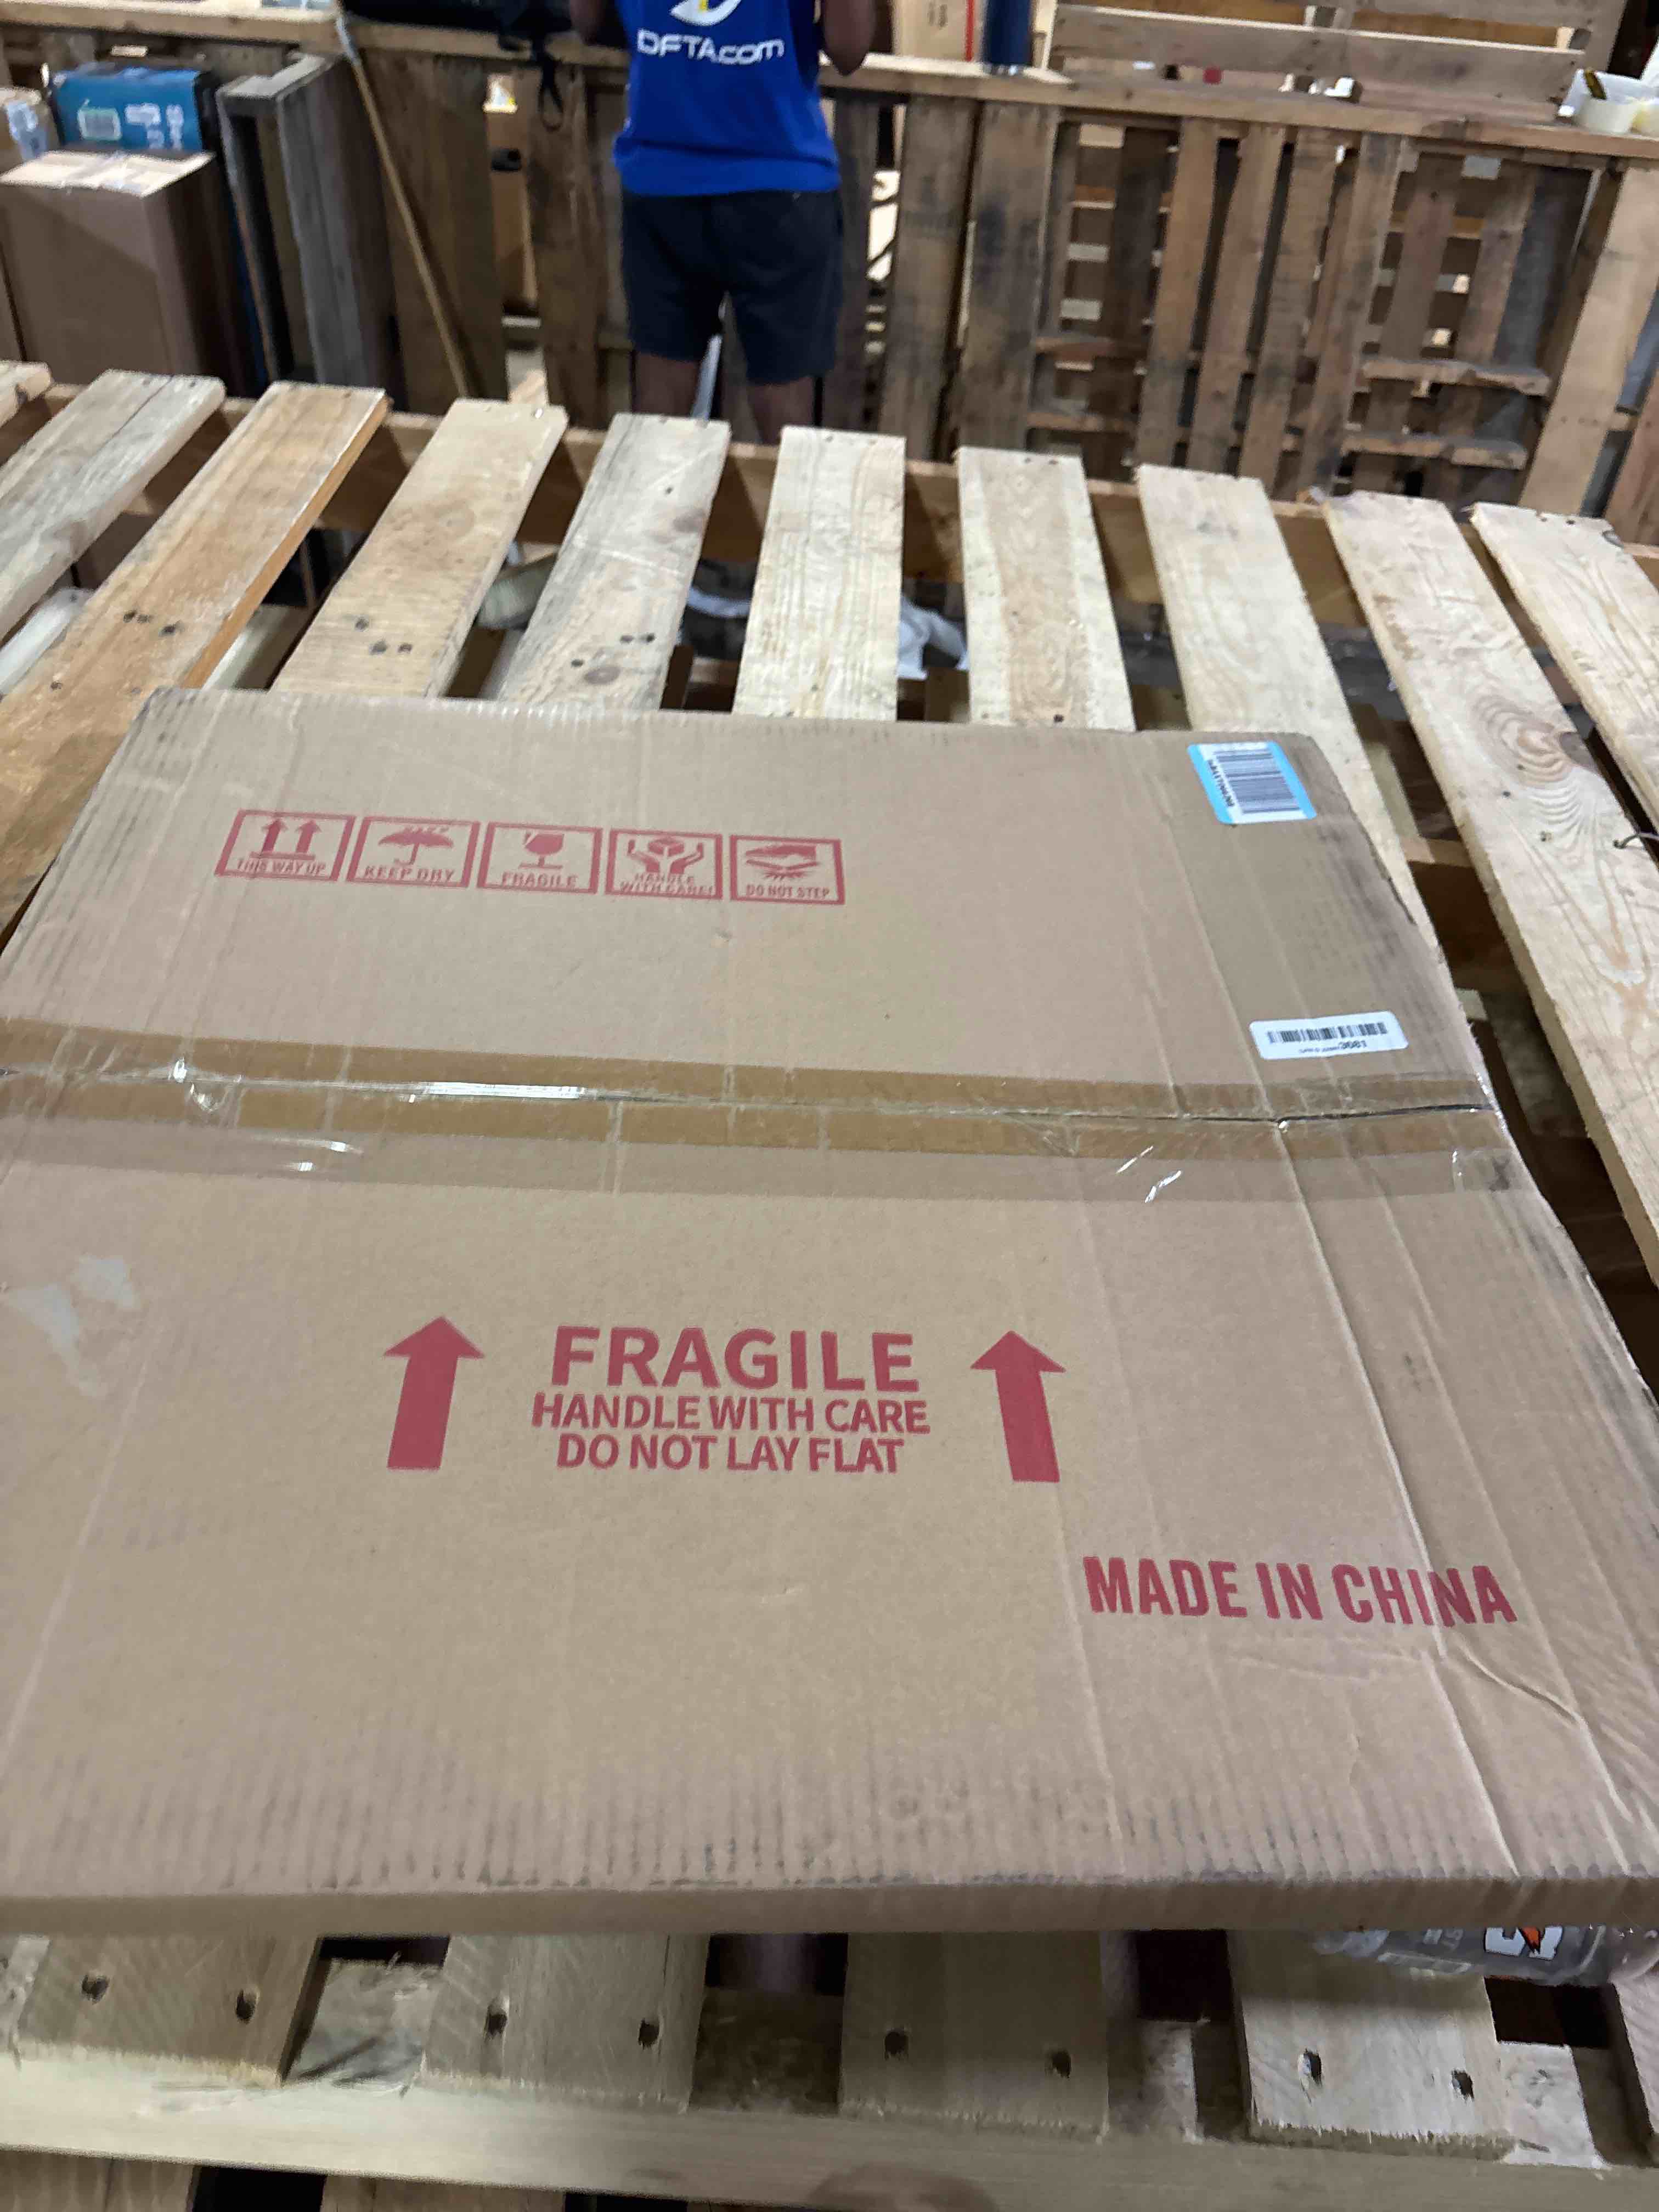 DFTA.com
THIS WAY UP
KEEP DRY
FRAGILE
HANDLE
WITH CARE!
DO NOT STEP
3681
FRAGILE
HANDLE WITH CARE
DO NOT LAY FLAT
MADE IN CHINA